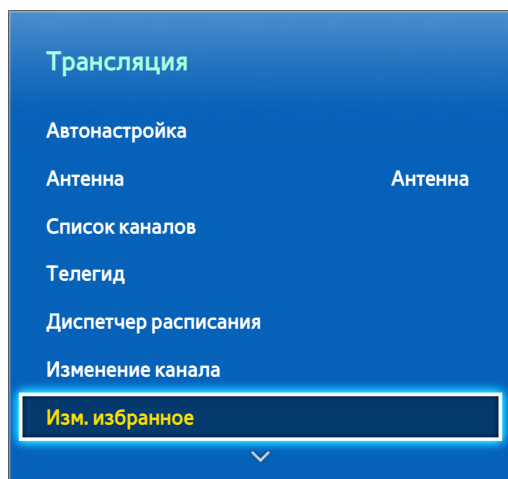 Трансляция
Автонастройка
Антенна Антенна
Список каналов
Телегид
Диспетчер расписания
Изменение канала
Изм. избранное